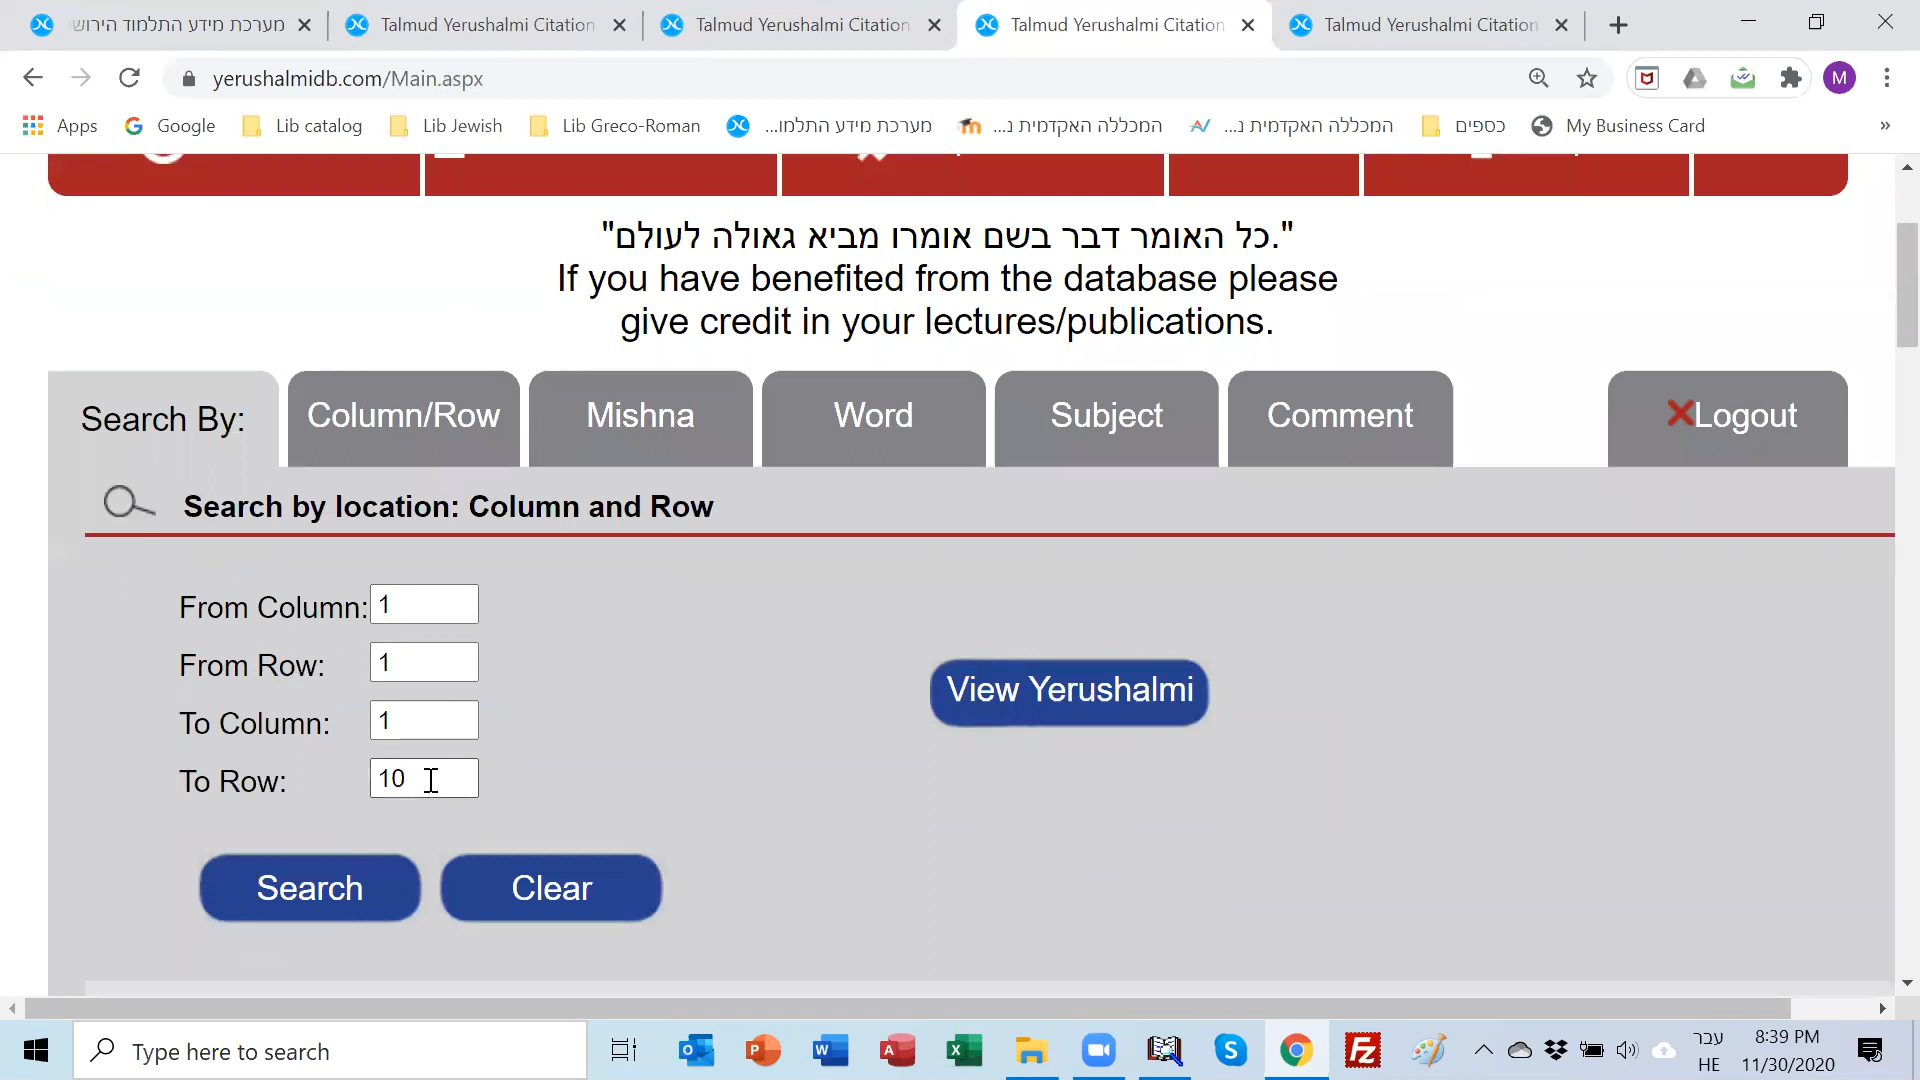 מערכת מידע התלמוד הירוש
Talmud Yerushalmi Citation
Talmud Yerushalmi Citation
Talmud Yerushalmi Citation
Talmud Yerushalmi Citation
yerushalmidb.com/Main.aspx
M
Apps
Google
Lib catalog
Lib Jewish
Lib Greco-Roman
מערכת מידע התלמו...
המכללה האקדמית נ...
המכללה האקדמית נ...
כספים
My Business Card
»
"כל האומר דבר בשם אומרו מביא גאולה לעולם."
If you have benefited from the database please
give credit in your lectures/publications.
Search By:
Column/Row
Mishna
Word
Subject
Comment
Logout
Search by location: Column and Row
From Column: 1
From Row: 1
To Column: 1
To Row: 10
View Yerushalmi
Search
Clear
Type here to search
עבר
HE
8:39 PM
11/30/2020